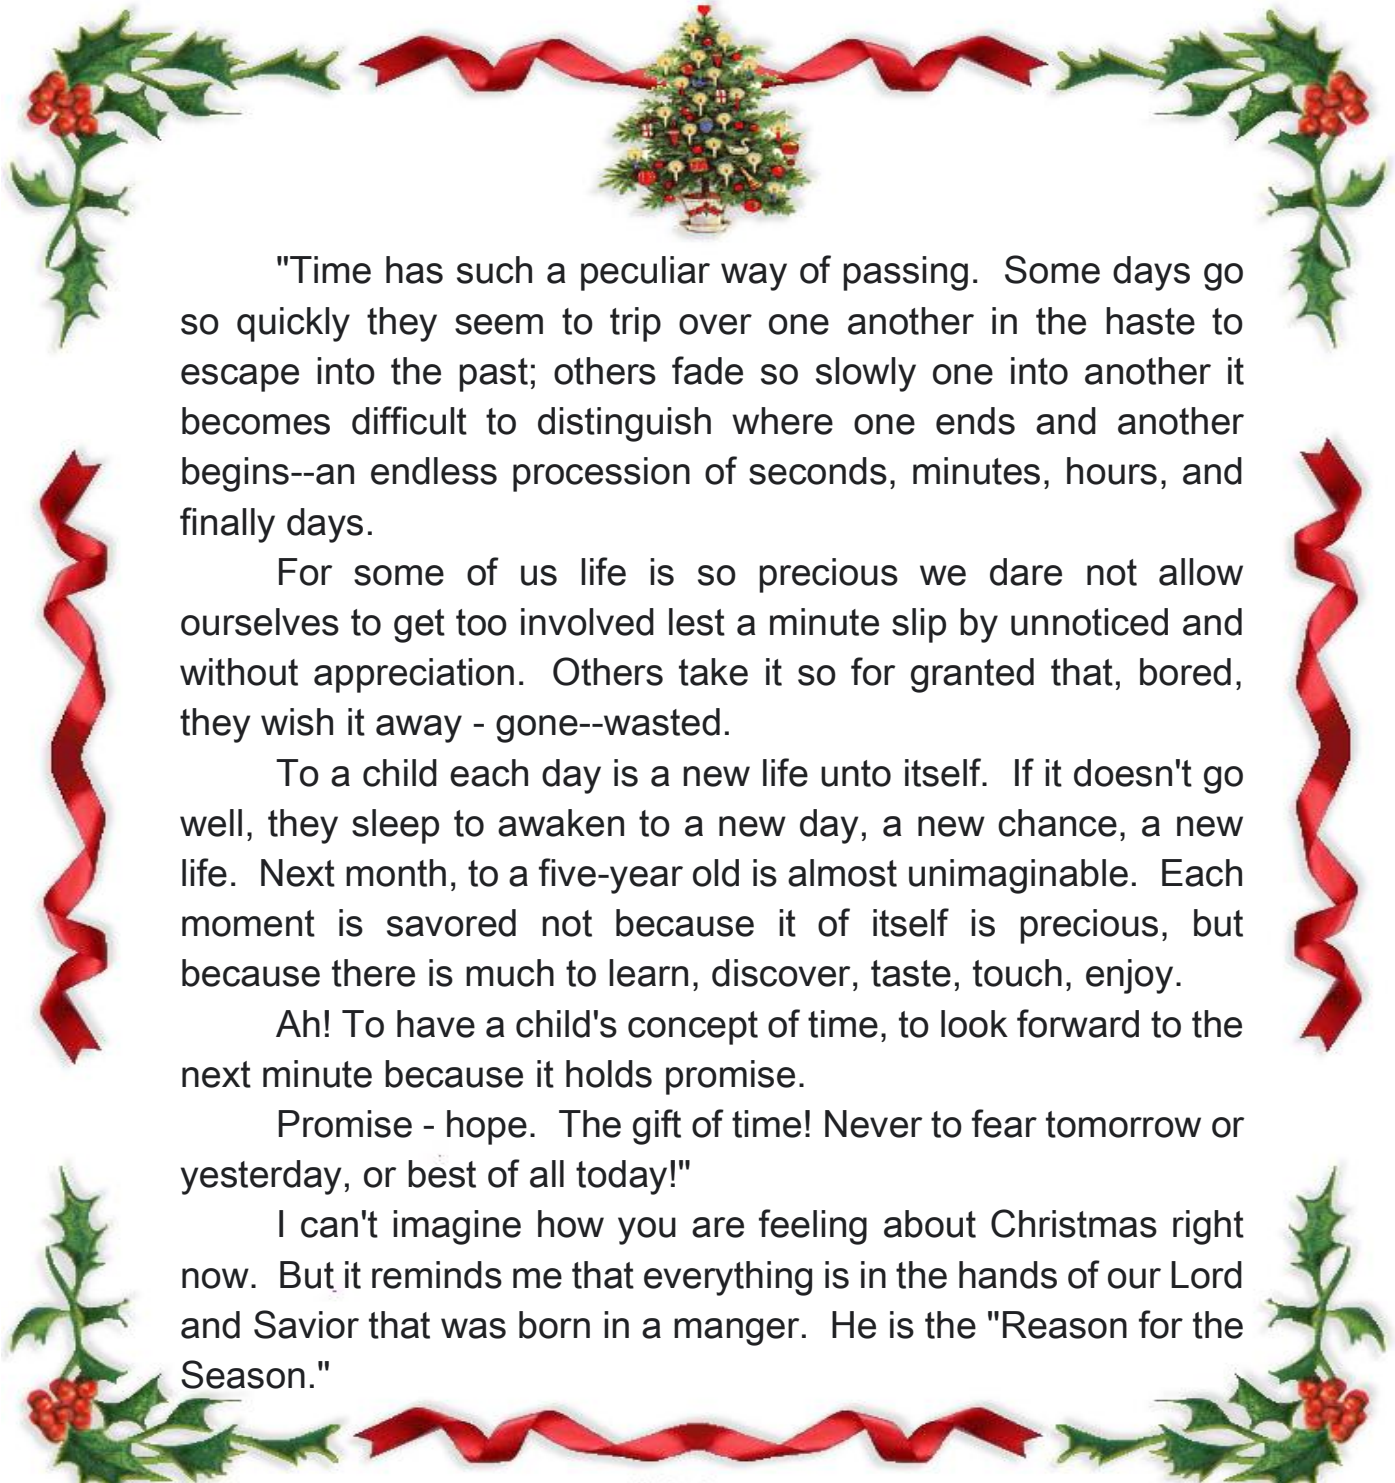 "Time has such a peculiar way of passing.  Some days go
so quickly they seem to trip over one another in the haste to
escape into the past; others fade so slowly one into another it
becomes difficult to distinguish where one ends and another
begins--an endless procession of seconds, minutes, hours, and
finally days.
For some of us life is so precious we dare not allow
ourselves to get too involved lest a minute slip by unnoticed and
without appreciation.  Others take it so for granted that, bored,
they wish it away - gone--wasted.
To a child each day is a new life unto itself.  If it doesn't go
well, they sleep to awaken to a new day, a new chance, a new
life.  Next month, to a five-year old is almost unimaginable.  Each
moment is savored not because it of itself is precious, but
because there is much to learn, discover, taste, touch, enjoy.
Ah! To have a child's concept of time, to look forward to the
next minute because it holds promise.
Promise - hope.  The gift of time! Never to fear tomorrow or
yesterday, or best of all today!"
I can't imagine how you are feeling about Christmas right
now.  But it reminds me that everything is in the hands of our Lord
and Savior that was born in a manger.  He is the "Reason for the
Season."